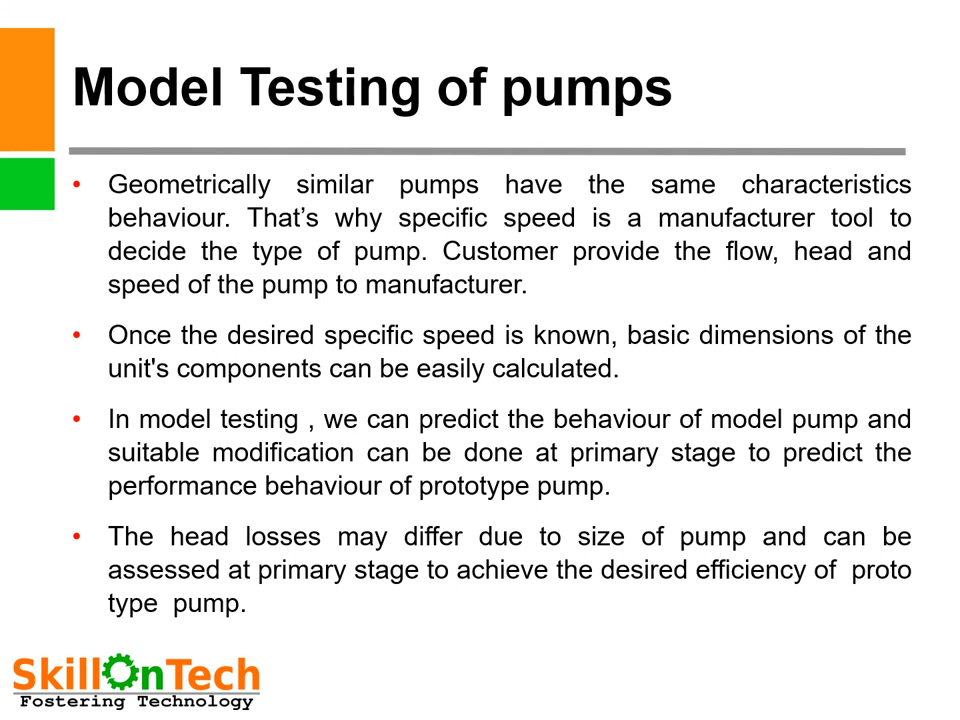 Model Testing of pumps
• Geometrically similar pumps have the same characteristics
behaviour. That’s why specific speed is a manufacturer tool to
decide the type of pump. Customer provide the flow, head and
speed of the pump to manufacturer.
• Once the desired specific speed is known, basic dimensions of the
unit's components can be easily calculated.
• In model testing , we can predict the behaviour of model pump and
suitable modification can be done at primary stage to predict the
performance behaviour of prototype pump.
• The head losses may differ due to size of pump and can be
assessed at primary stage to achieve the desired efficiency of proto
type pump.
SkillOnTech
Fostering Technology